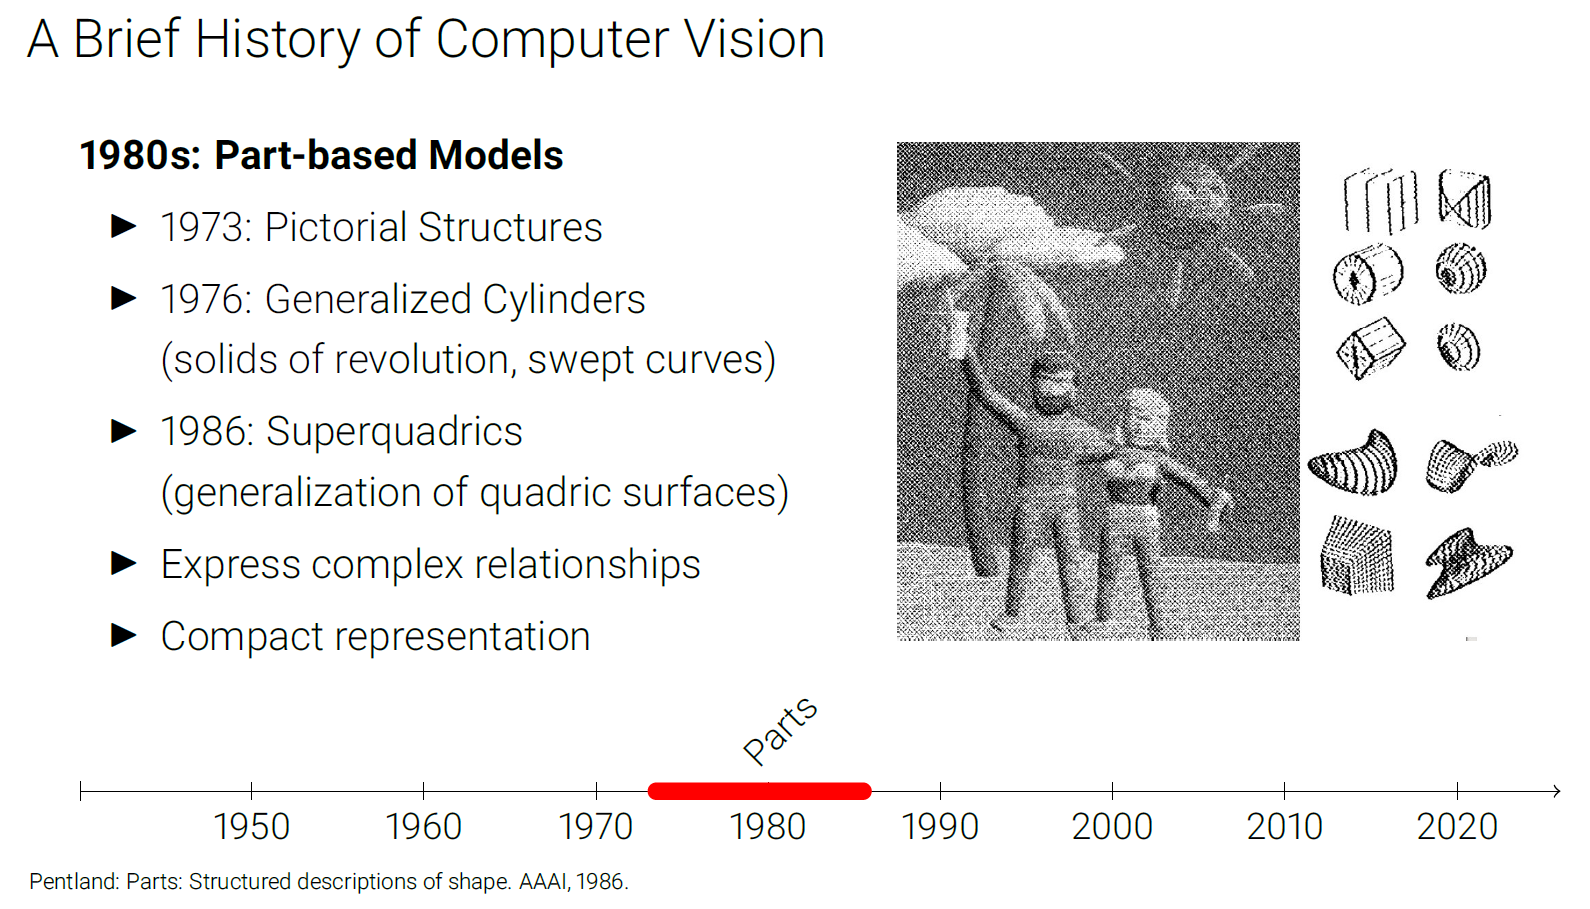 A Brief History of Computer Vision
1980s: Part-based Models
► 1973: Pictorial Structures
► 1976: Generalized Cylinders
(solids of revolution, swept curves)
► 1986: Superquadrics
(generalization of quadric surfaces)
► Express complex relationships
► Compact representation
Parts
1950 1960 1970 1980 1990 2000 2010 2020
Pentland: Parts: Structured descriptions of shape. AAAI, 1986.